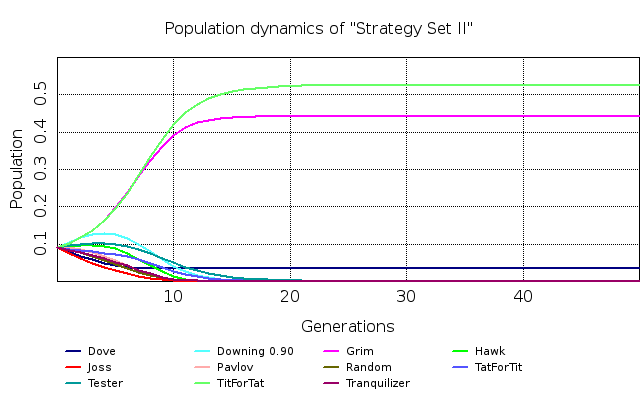 Population dynamics of "Strategy Set II"
0.5
0.4
0.3
0.2
0.1
Population
10 20 30 40
Generations
Dove Downing 0.90 Grim Hawk
Joss Pavlov Random TatForTit
Tester TitForTat Tranquilizer